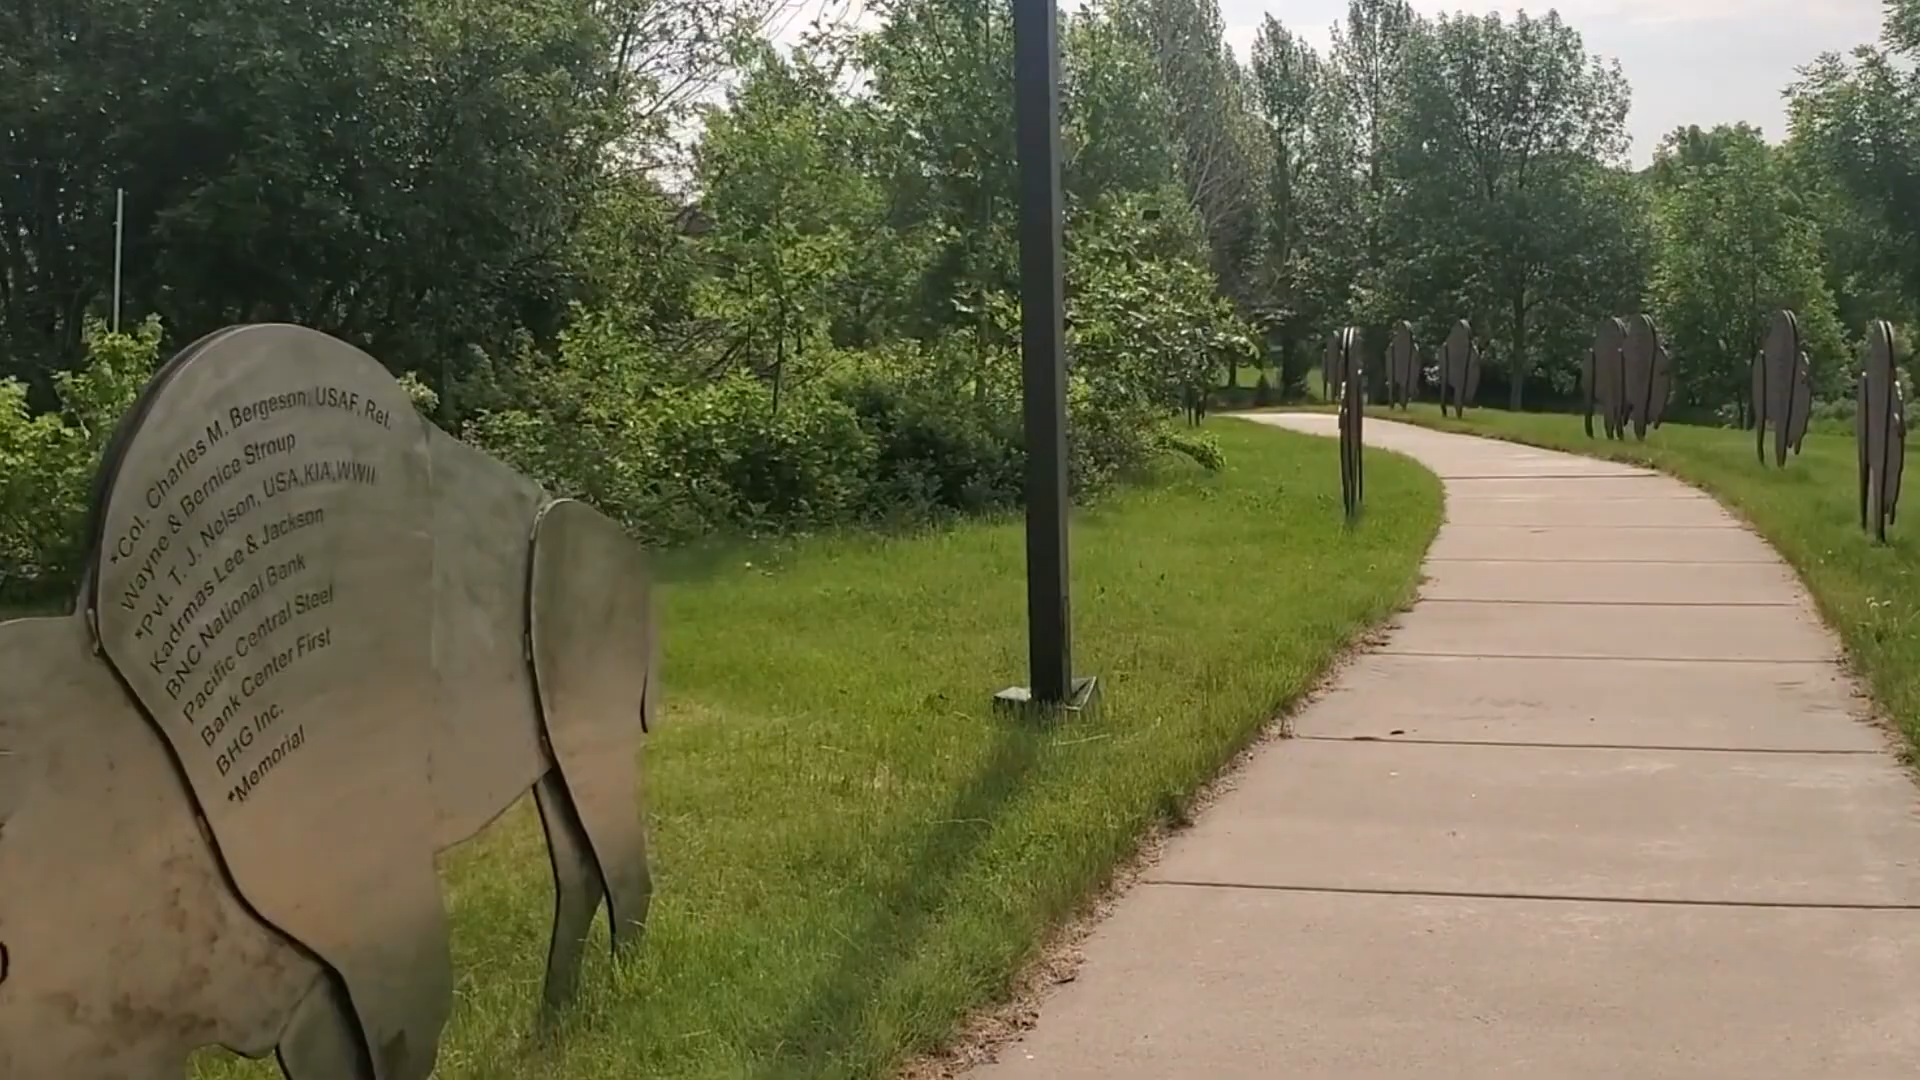 *Col. Charles M. Bergeson, USAF, Ret.
Wayne & Bernice Stroup
*Pvt. T. J. Nelson, USA,KIA,WWII
Kadrmas Lee & Jackson
BNC National Bank
Pacific Central Steel
Bank Center First
BHG Inc.
*Memorial